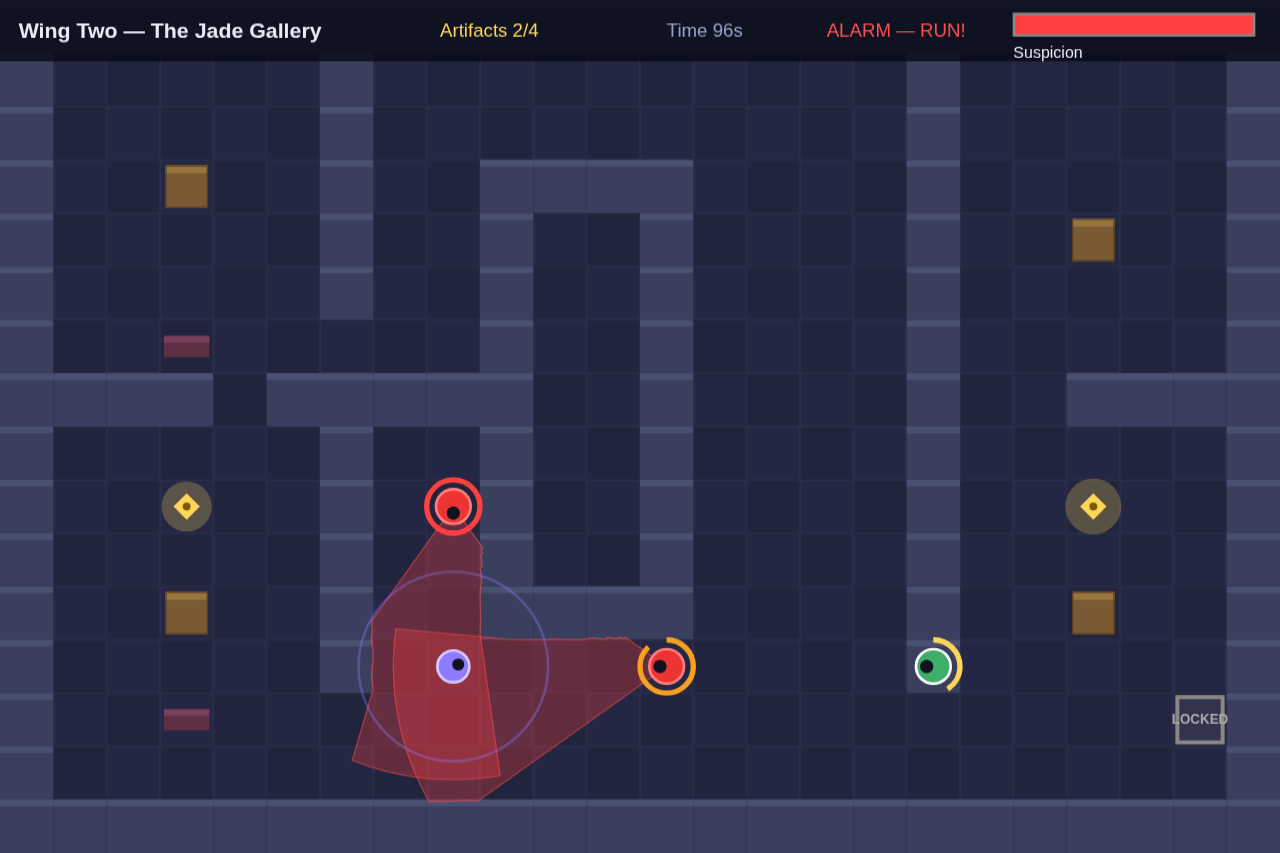 Wing Two — The Jade Gallery
Artifacts 2/4
Time 96s
ALARM — RUN!
Suspicion
LOCKED